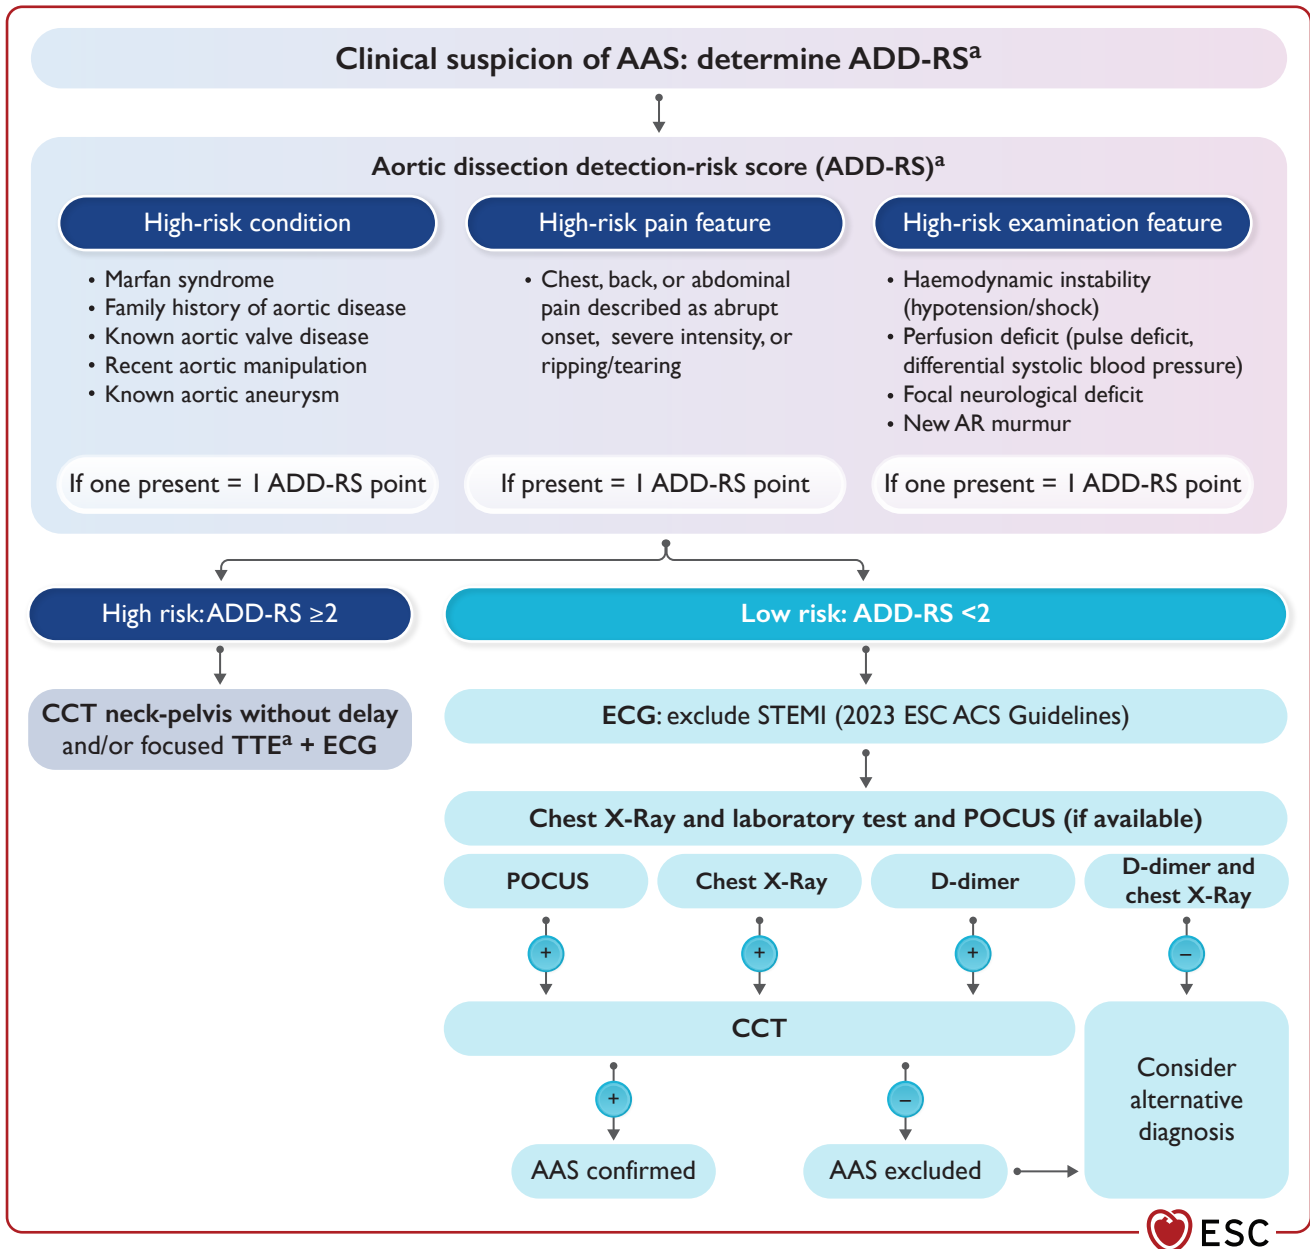 Clinical suspicion of AAS: determine ADD-RSa
Aortic dissection detection-risk score (ADD-RS)a
High-risk condition
• Marfan syndrome
• Family history of aortic disease
• Known aortic valve disease
• Recent aortic manipulation
• Known aortic aneurysm
If one present = 1 ADD-RS point
High-risk pain feature
• Chest, back, or abdominal
pain described as abrupt
onset, severe intensity, or
ripping/tearing
If present = 1 ADD-RS point
High-risk examination feature
• Haemodynamic instability
(hypotension/shock)
• Perfusion deficit (pulse deficit,
differential systolic blood pressure)
• Focal neurological deficit
• New AR murmur
If one present = 1 ADD-RS point
High risk: ADD-RS ≥2
CCT neck-pelvis without delay
and/or focused TTEa + ECG
Low risk: ADD-RS <2
ECG: exclude STEMI (2023 ESC ACS Guidelines)
Chest X-Ray and laboratory test and POCUS (if available)
POCUS
Chest X-Ray
D-dimer
D-dimer and
chest X-Ray
+
+
+
–
CCT
+
–
AAS confirmed
AAS excluded
Consider
alternative
diagnosis
ESC